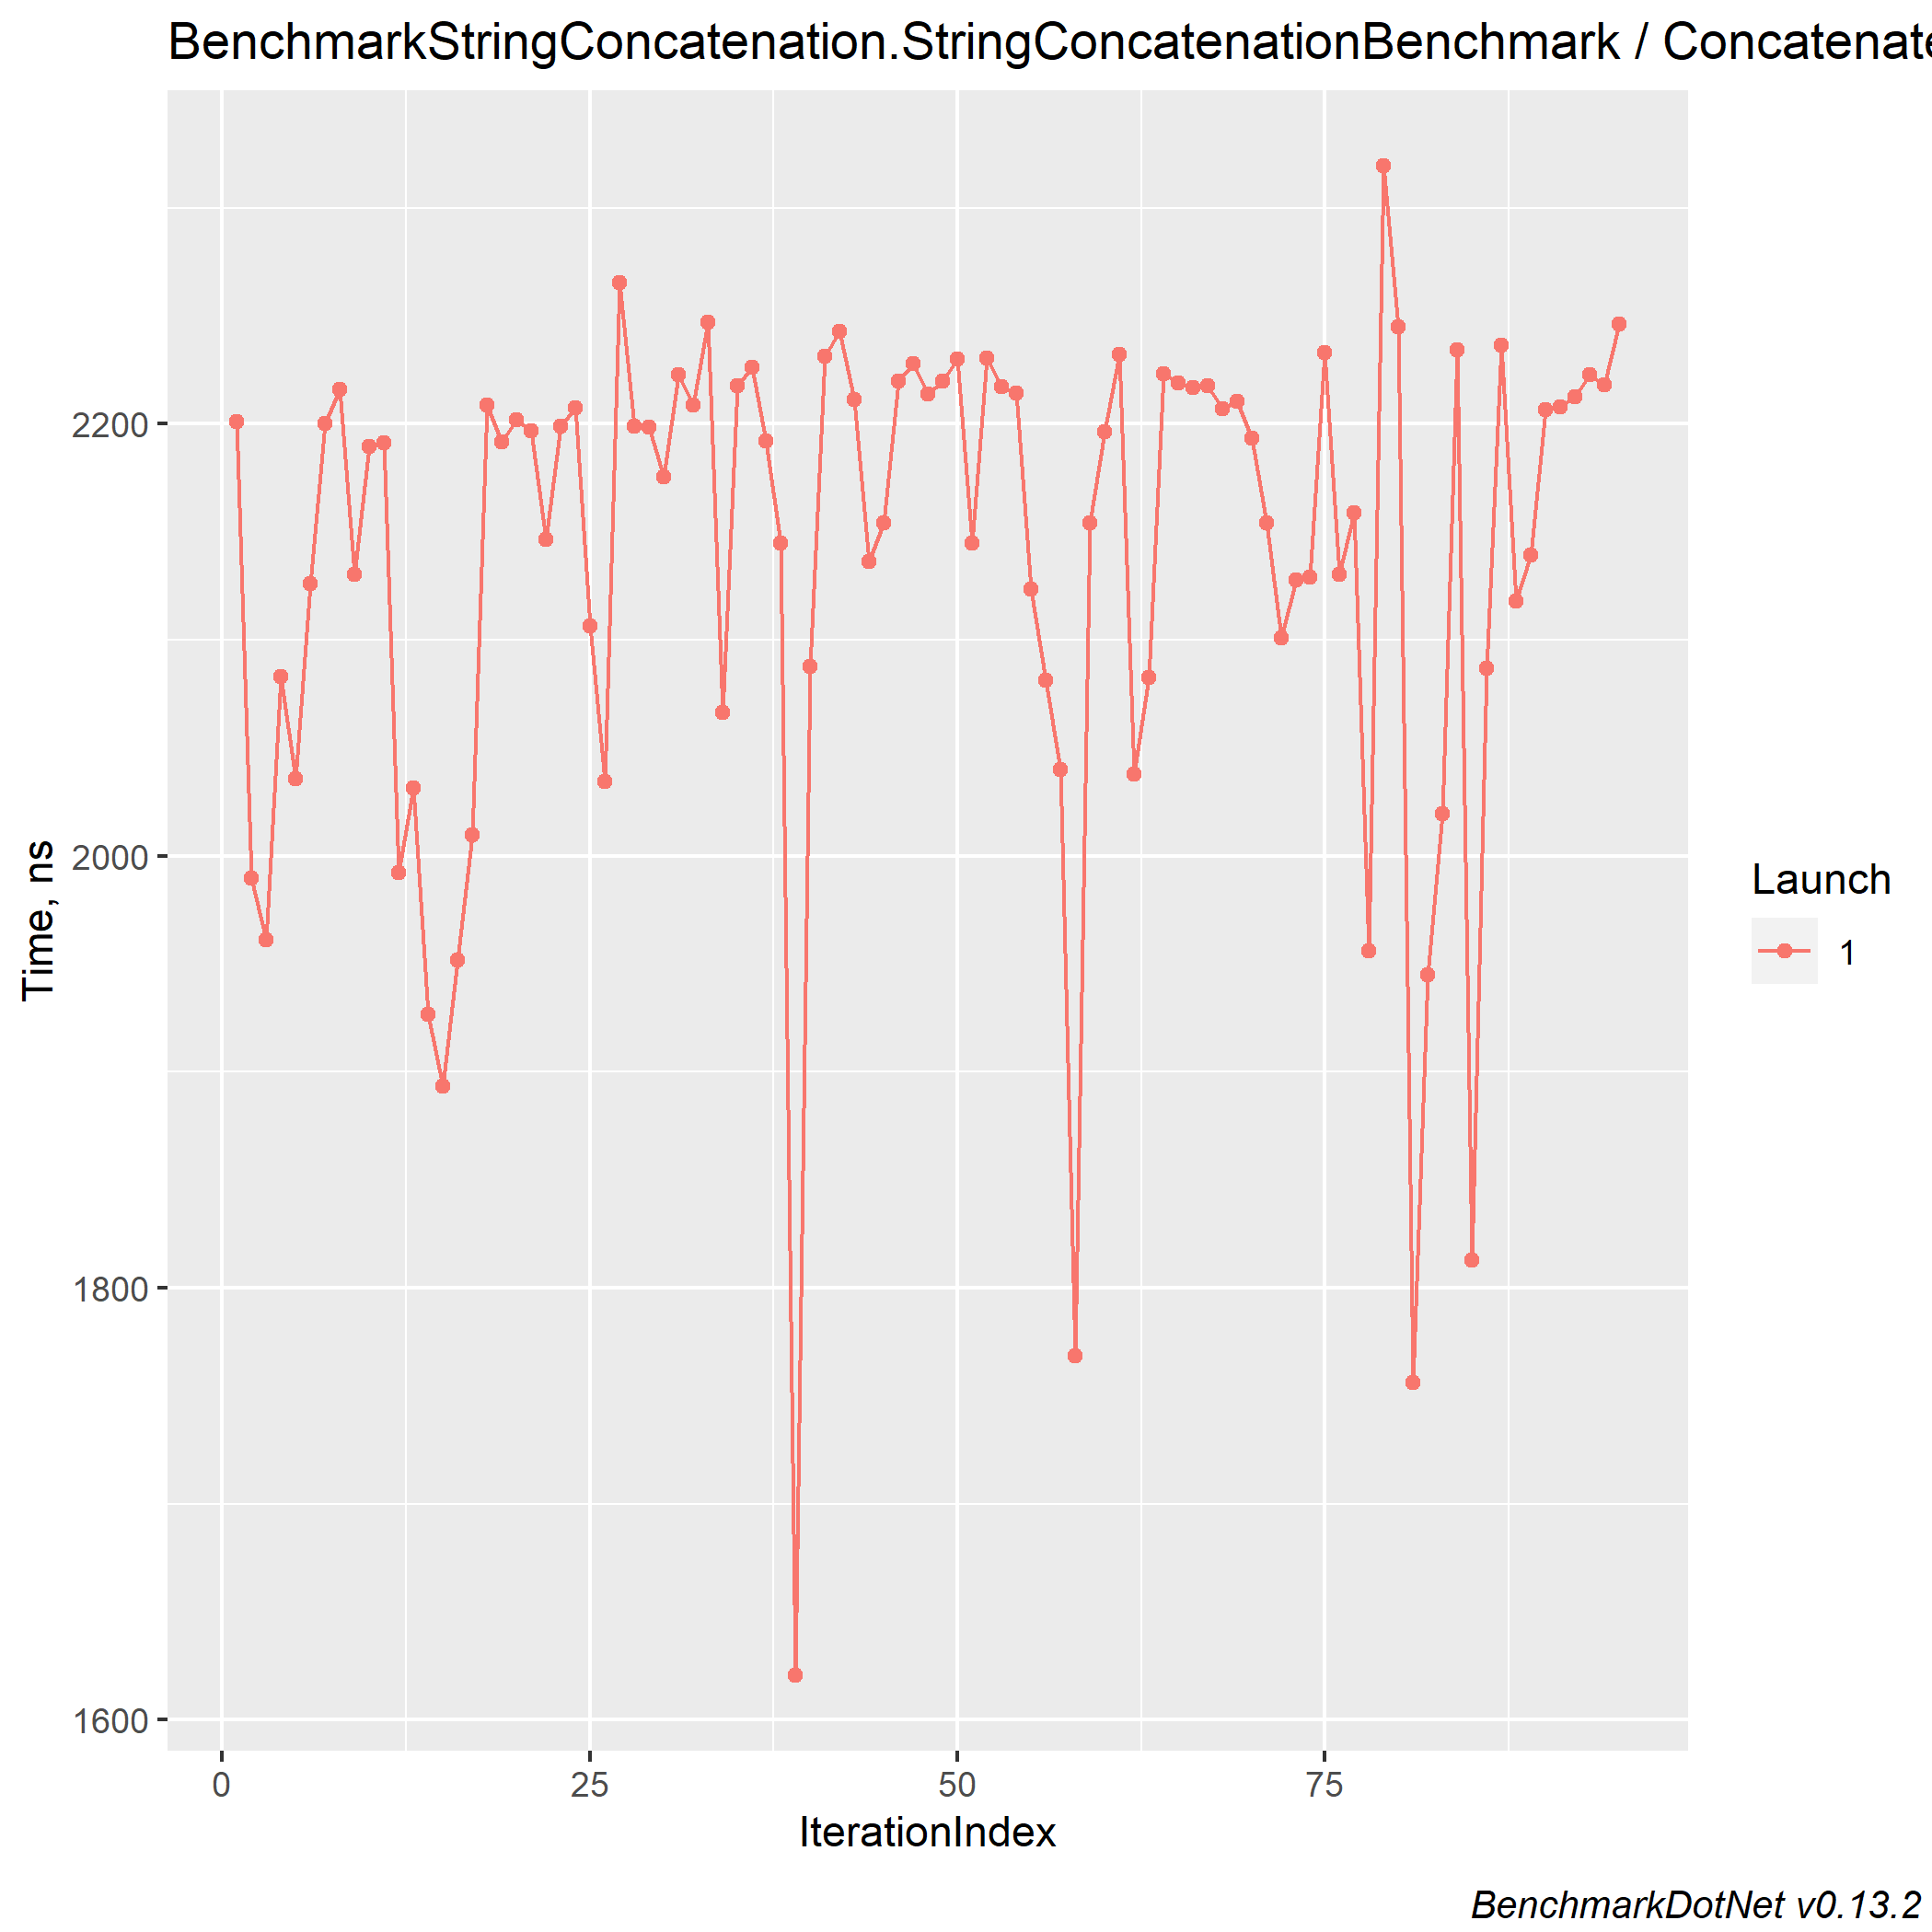 BenchmarkStringConcatenation.StringConcatenationBenchmark / Concatenate
2200
2000
1800
1600
Time, ns
0 25 50 75
IterationIndex
Launch
1
BenchmarkDotNet v0.13.2